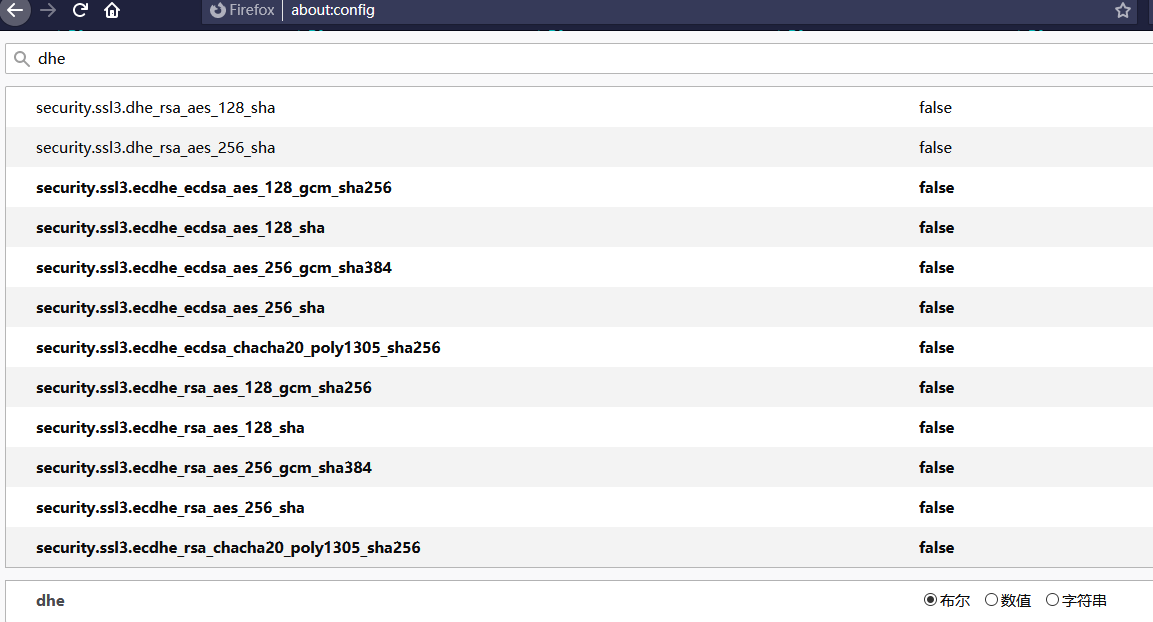 Firefox about:config
dhe
security.ssl3.dhe_rsa_aes_128_sha false
security.ssl3.dhe_rsa_aes_256_sha false
security.ssl3.ecdhe_ecdsa_aes_128_gcm_sha256 false
security.ssl3.ecdhe_ecdsa_aes_128_sha false
security.ssl3.ecdhe_ecdsa_aes_256_gcm_sha384 false
security.ssl3.ecdhe_ecdsa_aes_256_sha false
security.ssl3.ecdhe_ecdsa_chacha20_poly1305_sha256 false
security.ssl3.ecdhe_rsa_aes_128_gcm_sha256 false
security.ssl3.ecdhe_rsa_aes_128_sha false
security.ssl3.ecdhe_rsa_aes_256_gcm_sha384 false
security.ssl3.ecdhe_rsa_aes_256_sha false
security.ssl3.ecdhe_rsa_chacha20_poly1305_sha256 false
dhe 布尔 数值 字符串